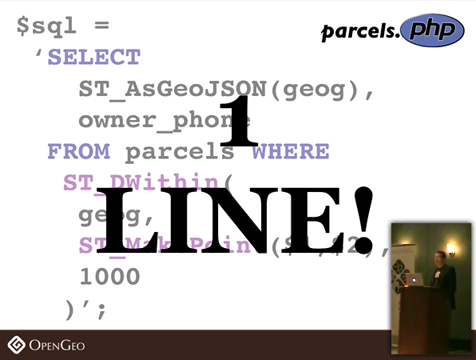 $sql =
'SELECT
ST_AsGeoJSON(geog),
owner_phone
FROM parcels WHERE
ST_DWithin(
geog,
1000
)';
parcels.php
1
LINE!
OPENGEO